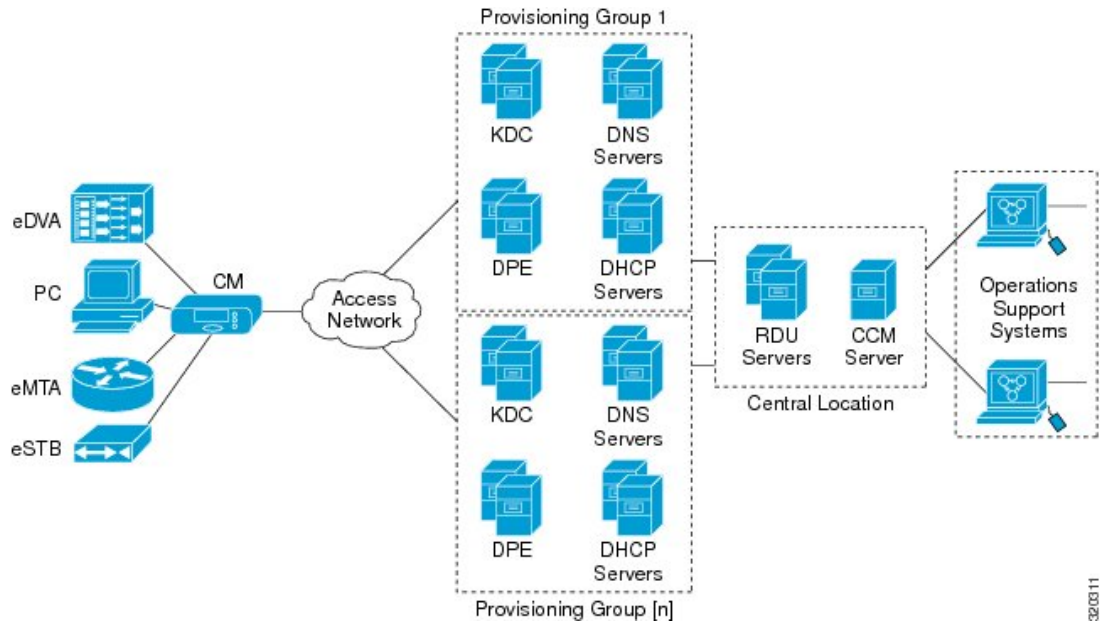 Provisioning Group 1
KDC
DNS
Servers
DPE
DHCP
Servers
eDVA
PC
CM
eMTA
eSTB
Access
Network
KDC
DNS
Servers
DPE
DHCP
Servers
Provisioning Group [n]
RDU
Servers
CCM
Server
Central Location
Operations
Support
Systems
320311